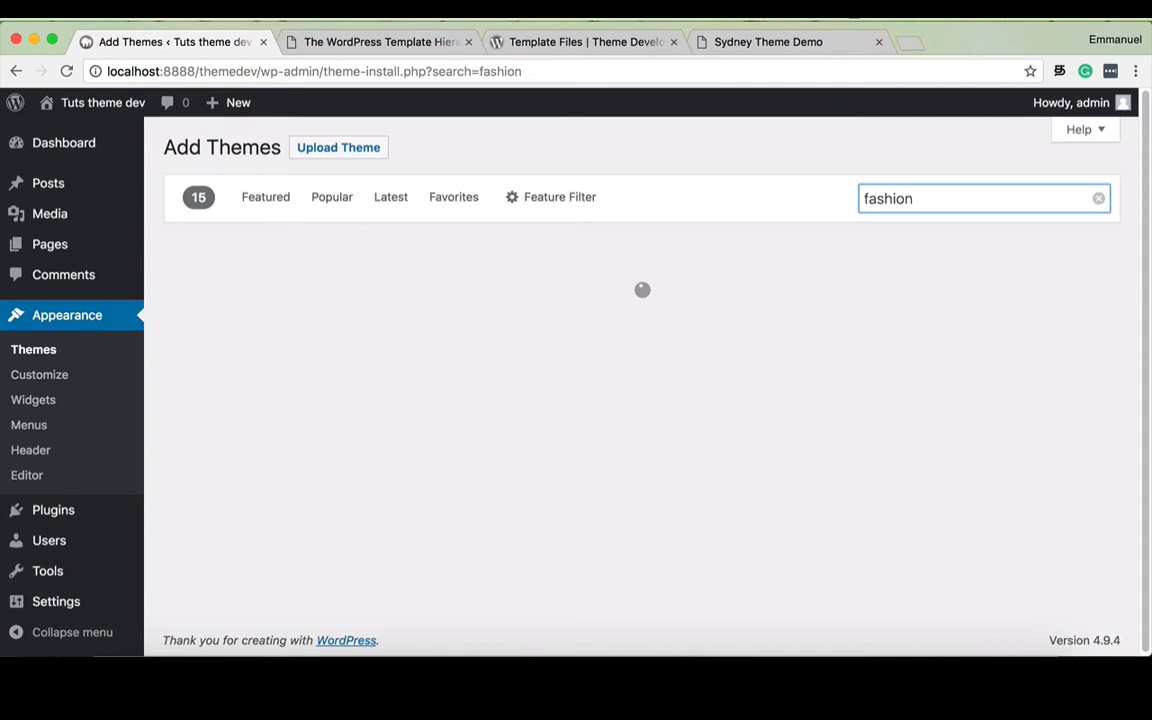 Add Themes ‹ Tuts theme dev
The WordPress Template Hiera
Template Files | Theme Develo
Sydney Theme Demo
Emmanuel
localhost:8888/themedev/wp-admin/theme-install.php?search=fashion
Tuts theme dev
0
New
Howdy, admin
Dashboard
Posts
Media
Pages
Comments
Appearance
Themes
Customize
Widgets
Menus
Header
Editor
Plugins
Users
Tools
Settings
Collapse menu
Help
Add Themes
Upload Theme
15
Featured
Popular
Latest
Favorites
Feature Filter
fashion
Thank you for creating with WordPress.
Version 4.9.4